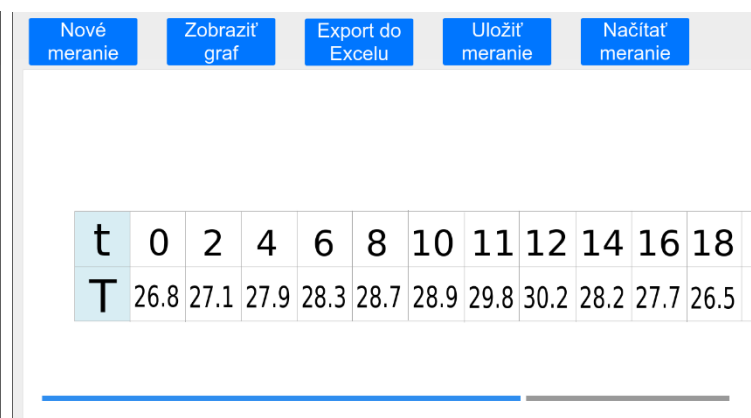 Nové Zobraziť Export do Uložiť Načítať
meranie graf Excelu meranie meranie
t 0 2 4 6 8 10 11 12 14 16 18
T 26.8 27.1 27.9 28.3 28.7 28.9 29.8 30.2 28.2 27.7 26.5